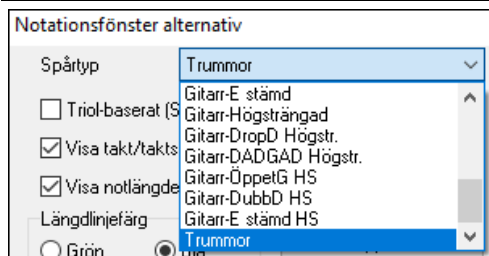 Notationsfönster alternativ
Spårtyp
Trummor
Gitarr-E stämd
Triol-baserat (S
Gitarr-Högsträngad
Gitarr-DropD Högstr.
Visa takt/takts
Gitarr-DADGAD Högstr.
Gitarr-ÖppetG HS
Visa notlängde
Gitarr-DubbD HS
Längdlinjefärg
Gitarr-E stämd HS
Grön
Trummor